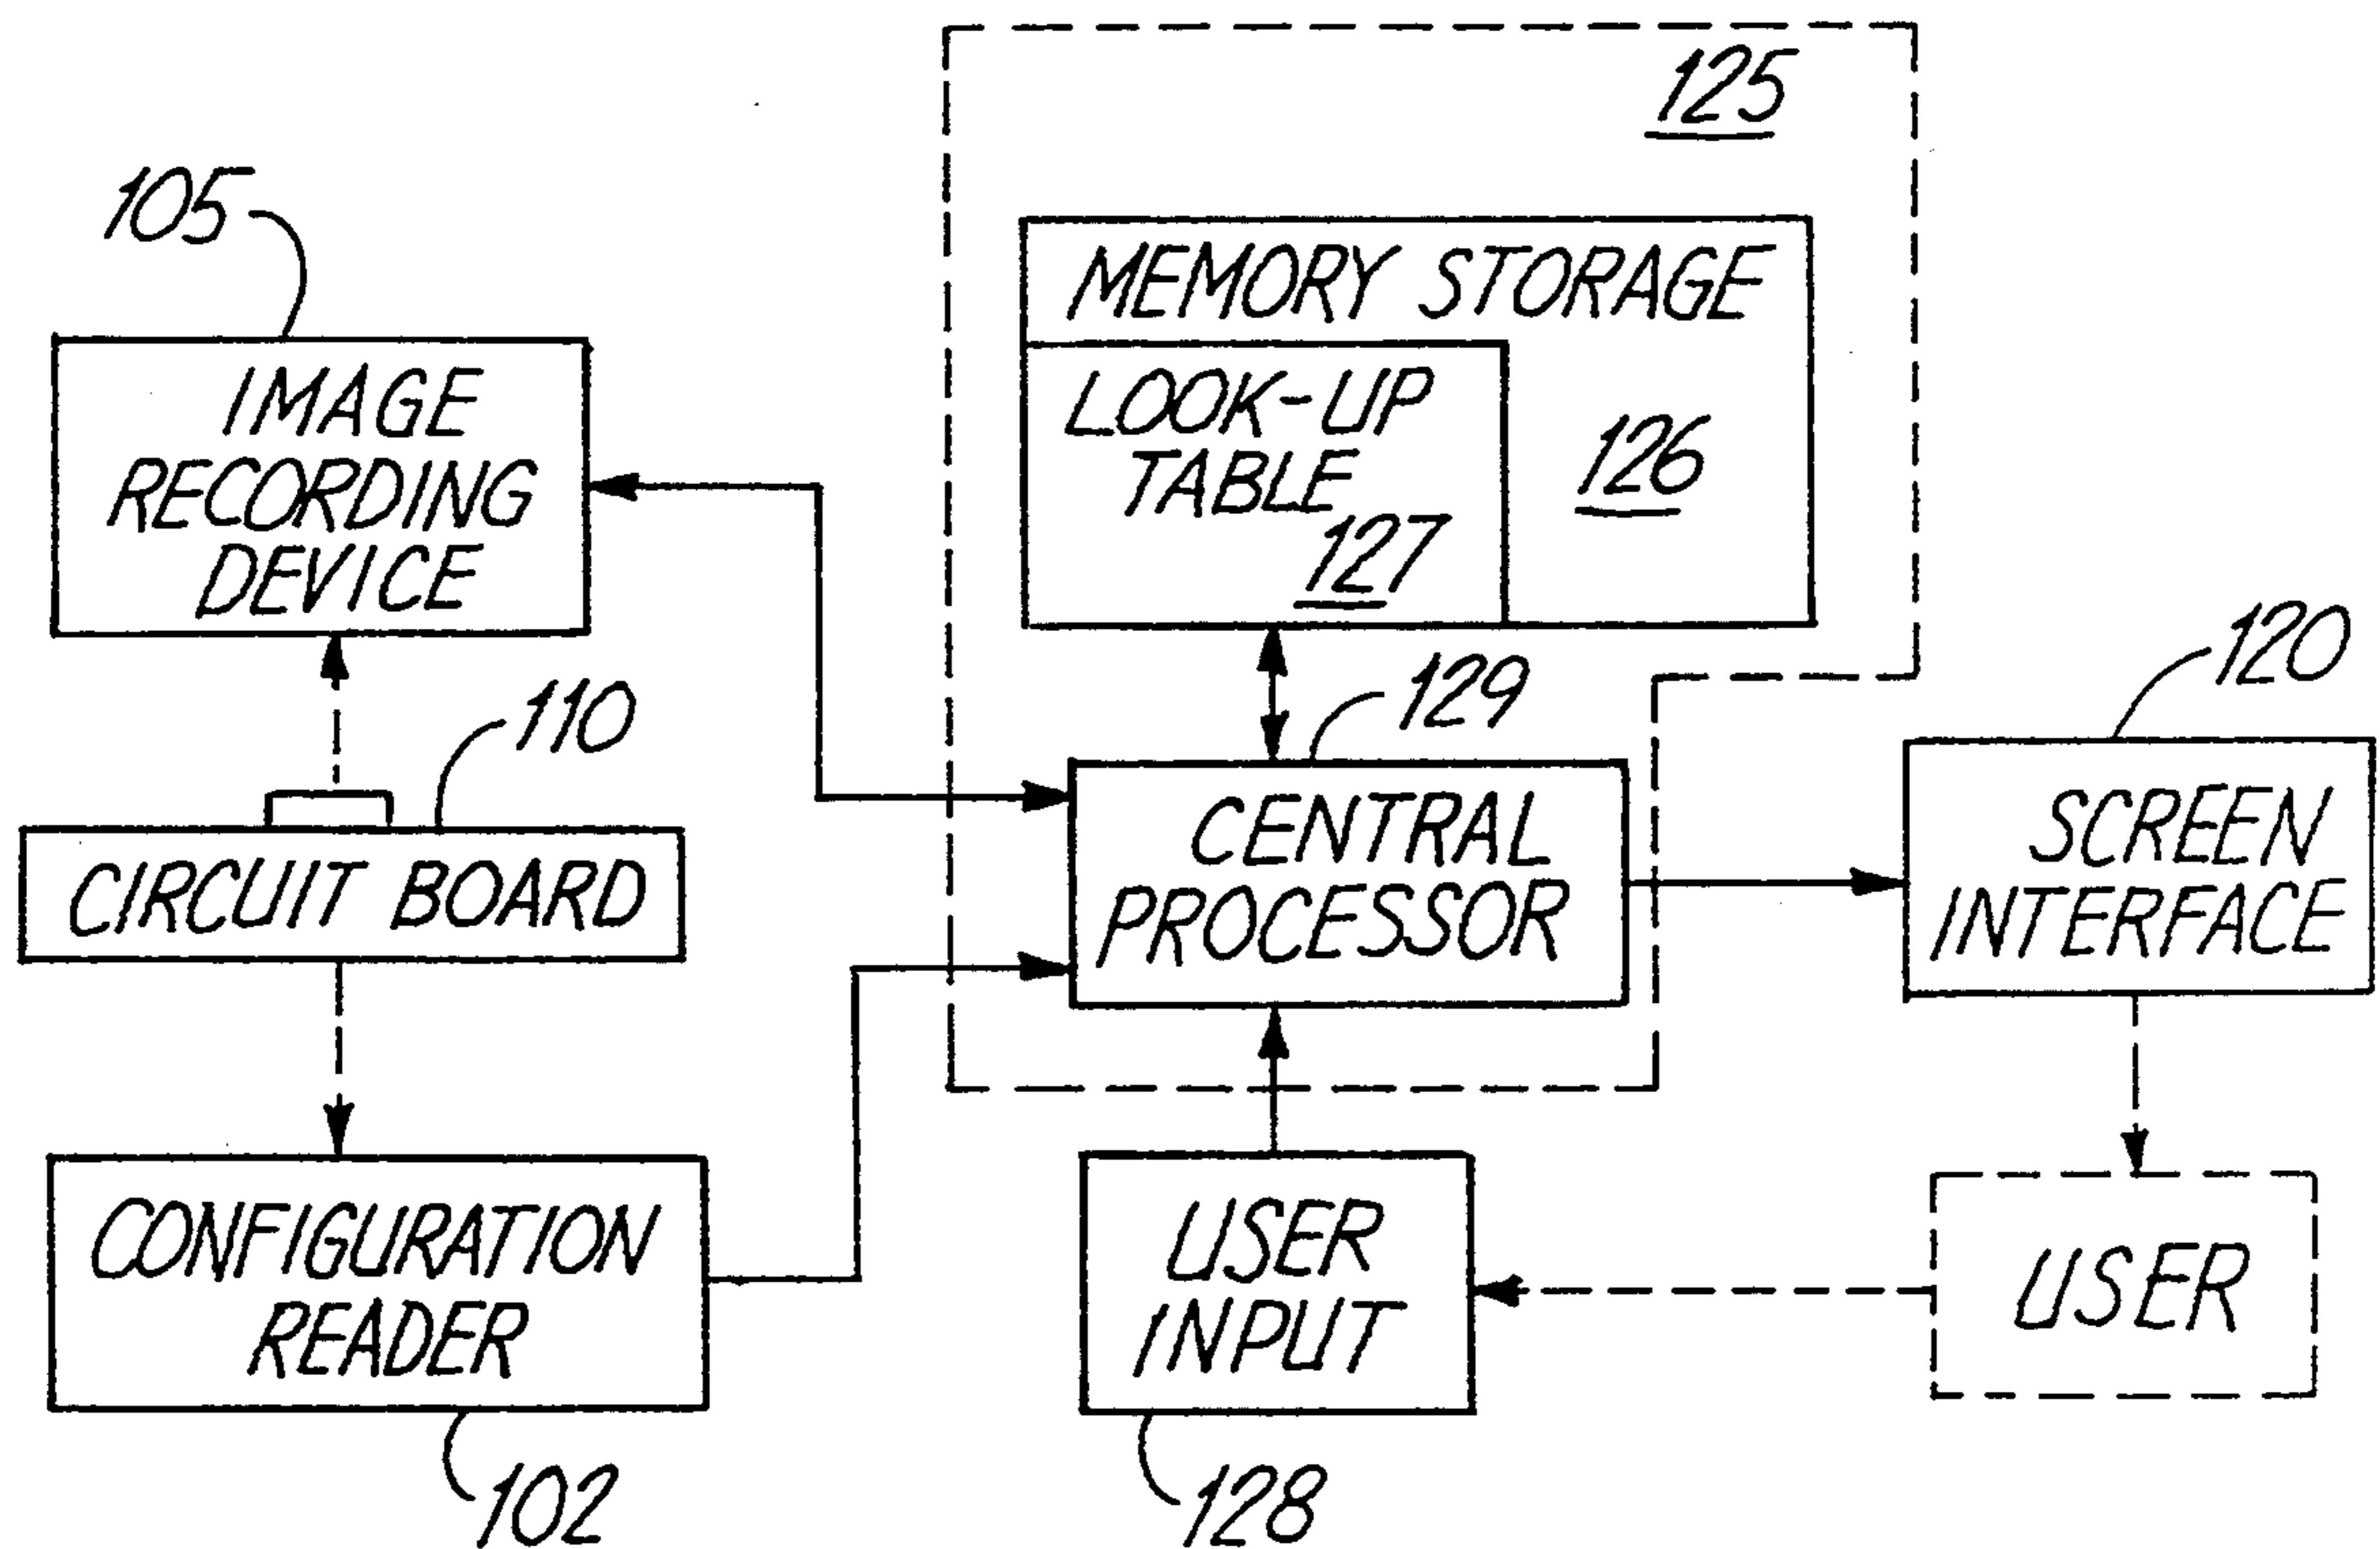 125
105
MEMORY STORAGE
IMAGE
RECORDING
DEVICE
LOOK-UP
TABLE
127
126
110
129
120
CIRCUIT BOARD
CENTRAL
PROCESSOR
SCREEN
INTERFACE
CONFIGURATION
READER
102
USER
INPUT
128
USER